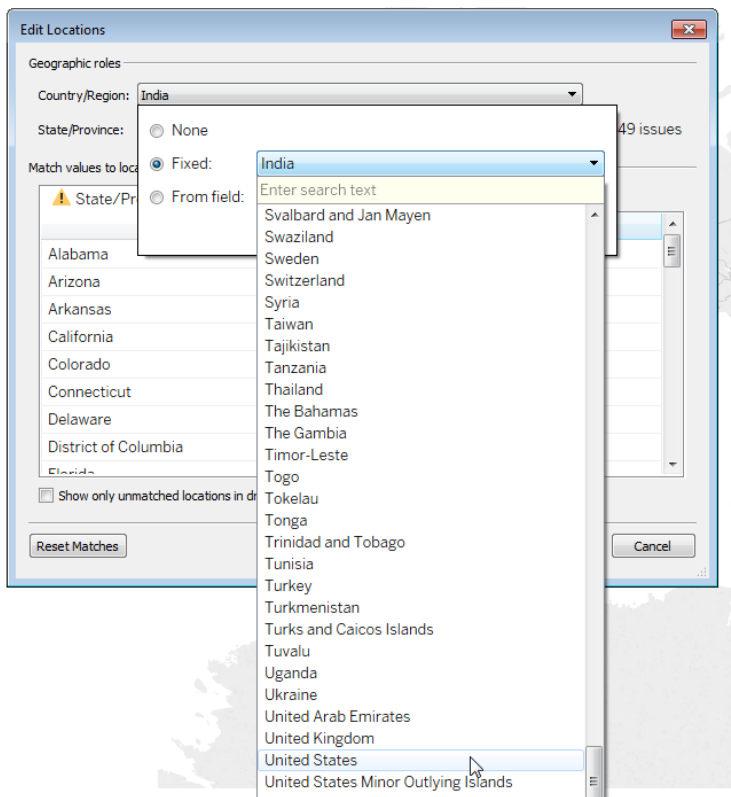 Edit Locations
Geographic roles
Country/Region: India
State/Province:
49 issues
None
Fixed: India
From field:
Match values to loca
State/Pr
Enter search text
Alabama
Arizona
Arkansas
California
Colorado
Connecticut
Delaware
District of Columbia
Florida
Svalbard and Jan Mayen
Swaziland
Sweden
Switzerland
Syria
Taiwan
Tajikistan
Tanzania
Thailand
The Bahamas
The Gambia
Timor-Leste
Togo
Tokelau
Tonga
Trinidad and Tobago
Tunisia
Turkey
Turkmenistan
Turks and Caicos Islands
Tuvalu
Uganda
Ukraine
United Arab Emirates
United Kingdom
United States
United States Minor Outlying Islands
Show only unmatched locations in dr
Reset Matches
Cancel